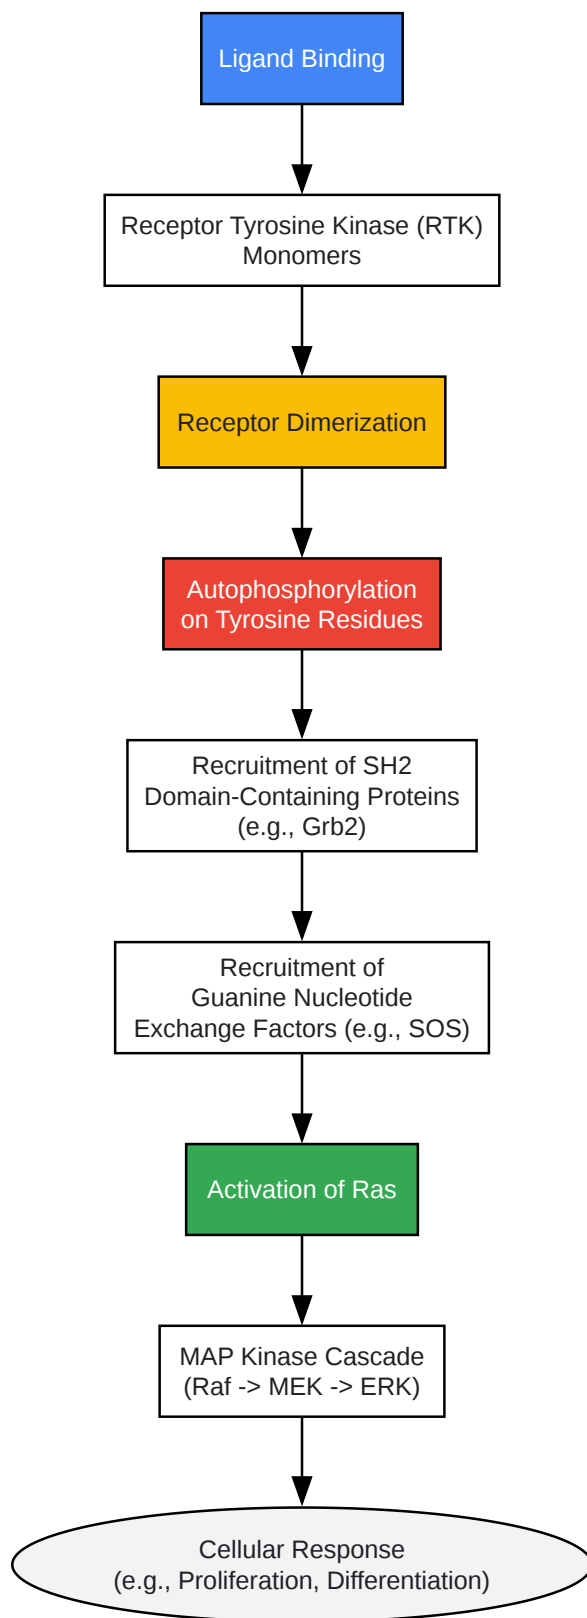 Ligand Binding
Receptor Tyrosine Kinase (RTK)
Monomers
Receptor Dimerization
Autophosphorylation
on Tyrosine Residues
Recruitment of SH2
Domain-Containing Proteins
(e.g., Grb2)
Recruitment of
Guanine Nucleotide
Exchange Factors (e.g., SOS)
Activation of Ras
MAP Kinase Cascade
(Raf -> MEK -> ERK)
Cellular Response
(e.g., Proliferation, Differentiation)